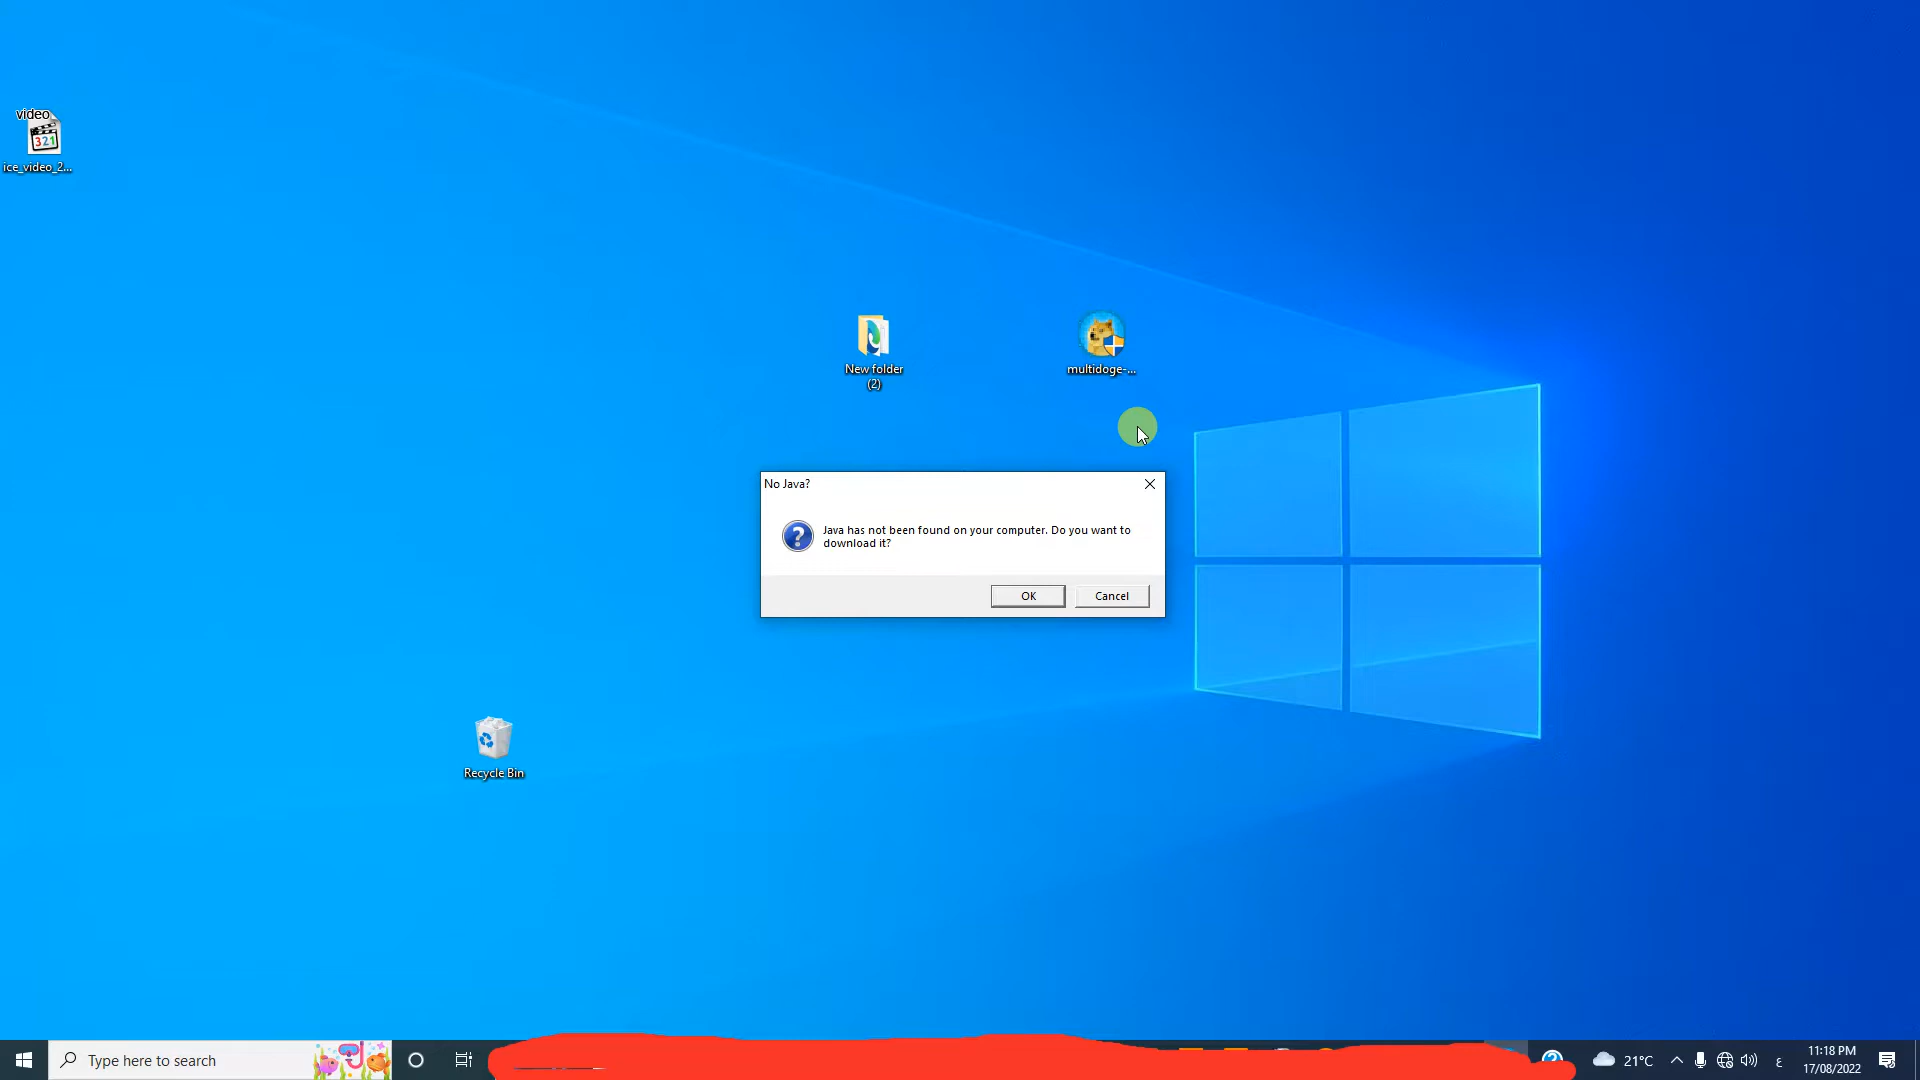 video
321
ice_video_2...
New folder
(2)
multidoge-...
No Java?
Java has not been found on your computer. Do you want to
download it?
OK
Cancel
Recycle Bin
Type here to search
21°C
ع
11:18 PM
17/08/2022